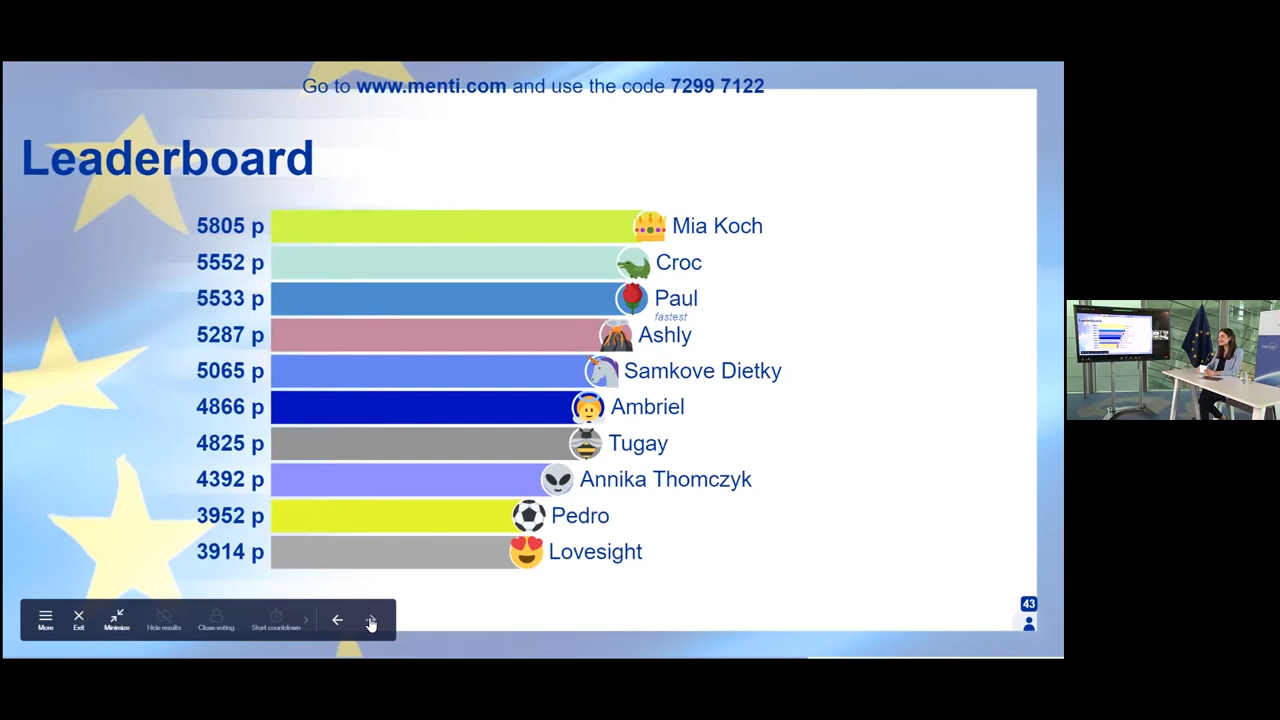 Go to www.menti.com and use the code 7299 7122
Leaderboard
5805 p Mia Koch
5552 p Croc
5533 p Paul
fastest
5287 p Ashly
5065 p Samkove Dietky
4866 p Ambriel
4825 p Tugay
4392 p Annika Thomczyk
3952 p Pedro
3914 p Lovesight
43
More Exit Minimize Hide results Close voting Start countdown
Leaderboard